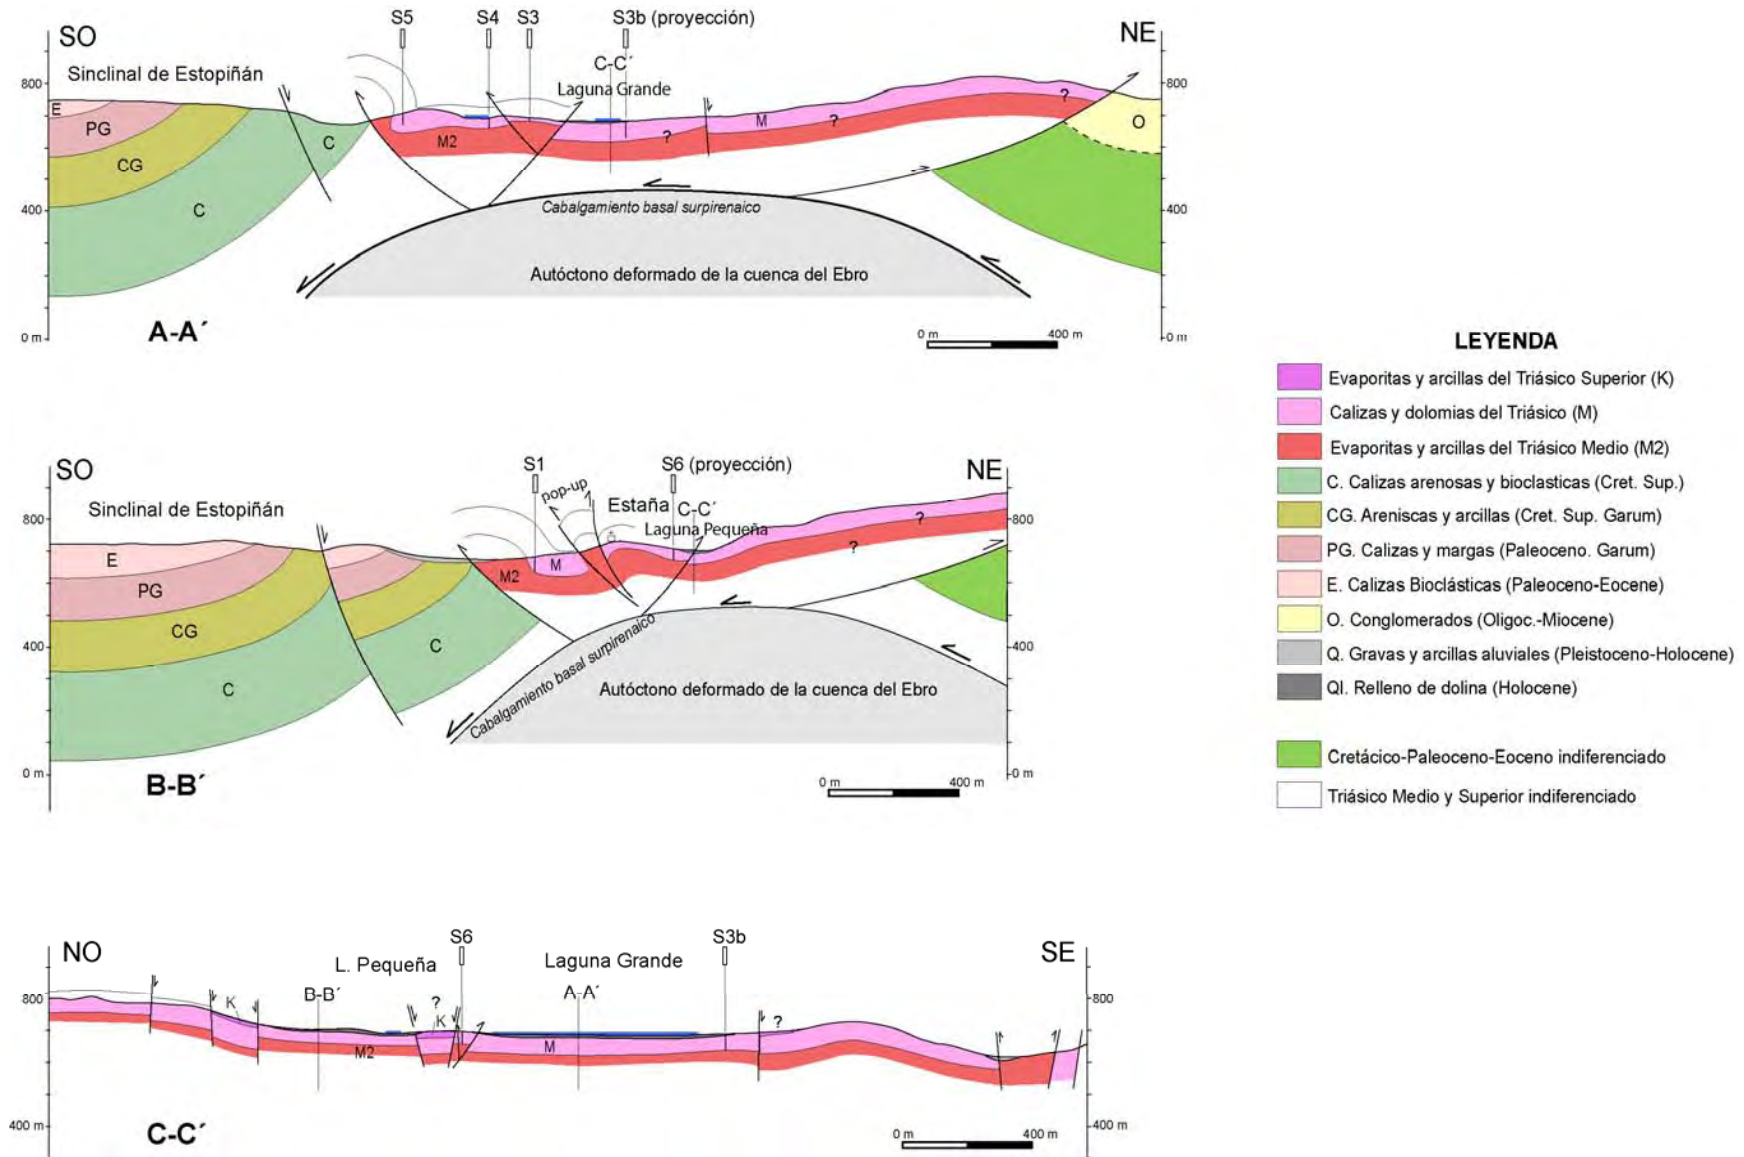 SO
S5
S4
S3
S3b (proyección)
NE
Sinclinal de Estopiñán
C-C´
Laguna Grande
800
800
E
PG
CG
C
C
M2
?
M
?
?
O
400
400
Cabalgamiento basal surpirenaico
Autóctono deformado de la cuenca del Ebro
0 m
0 m
A-A´
0 m
400 m
SO
S1
S6 (proyección)
NE
pop-up
Sinclinal de Estopiñán
Estaña
C-C´
Laguna Pequeña
800
800
E
PG
CG
C
C
M2
M
?
?
400
400
Cabalgamiento basal surpirenaico
Autóctono deformado de la cuenca del Ebro
0 m
0 m
B-B´
0 m
400 m
NO
S6
S3b
SE
L. Pequeña
Laguna Grande
B-B´
A-A´
800
800
K
?
K
?
M2
M
400 m
400 m
C-C´
0 m
400 m
LEYENDA
Evaporitas y arcillas del Triásico Superior (K)
Calizas y dolomias del Triásico (M)
Evaporitas y arcillas del Triásico Medio (M2)
C. Calizas arenosas y bioclasticas (Cret. Sup.)
CG. Areniscas y arcillas (Cret. Sup. Garum)
PG. Calizas y margas (Paleoceno. Garum)
E. Calizas Bioclásticas (Paleoceno-Eocene)
O. Conglomerados (Oligoc.-Miocene)
Q. Gravas y arcillas aluviales (Pleistoceno-Holocene)
Ql. Relleno de dolina (Holocene)
Cretácico-Paleoceno-Eoceno indiferenciado
Triásico Medio y Superior indiferenciado